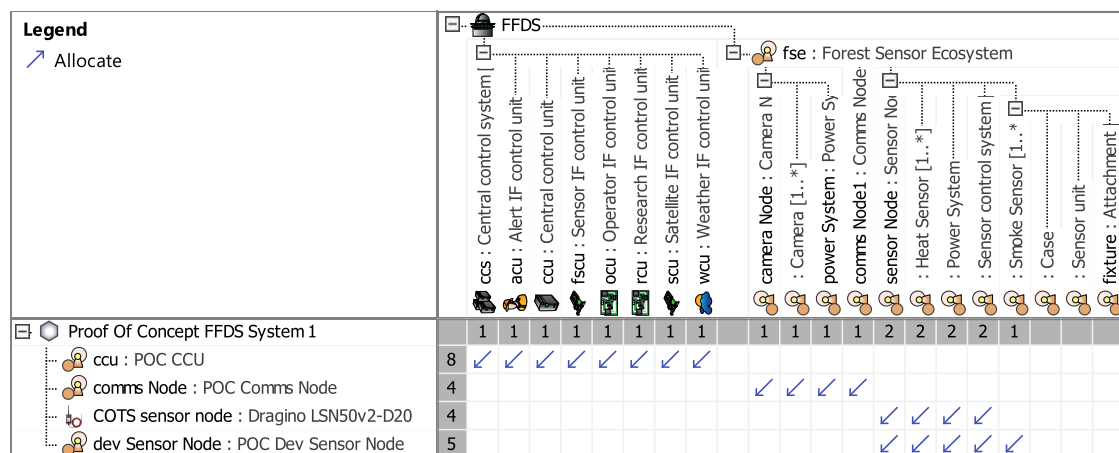 Legend
Allocate
FFDS
fse : Forest Sensor Ecosystem
ccs : Central control system [
acu : Alert IF control unit
ccu : Central control unit
fscu : Sensor IF control unit
ocu : Operator IF control unit
rcu : Research IF control unit
scu : Satellite IF control unit
wcu : Weather IF control unit
camera Node : Camera N
: Camera [1..*]
power System : Power Sy
comms Node1 : Comms Node
sensor Node : Sensor Nod
: Heat Sensor [1..*]
: Power System
: Sensor control system
: Smoke Sensor [1..*
: Case
: Sensor unit
fixture : Attachment
Proof Of Concept FFDS System 1 1 1 1 1 1 1 1 1 1 1 1 1 2 2 2 2 1
ccu : POC CCU 8
comms Node : POC Comms Node 4
COTS sensor node : Dragino LSN50v2-D20 4
dev Sensor Node : POC Dev Sensor Node 5